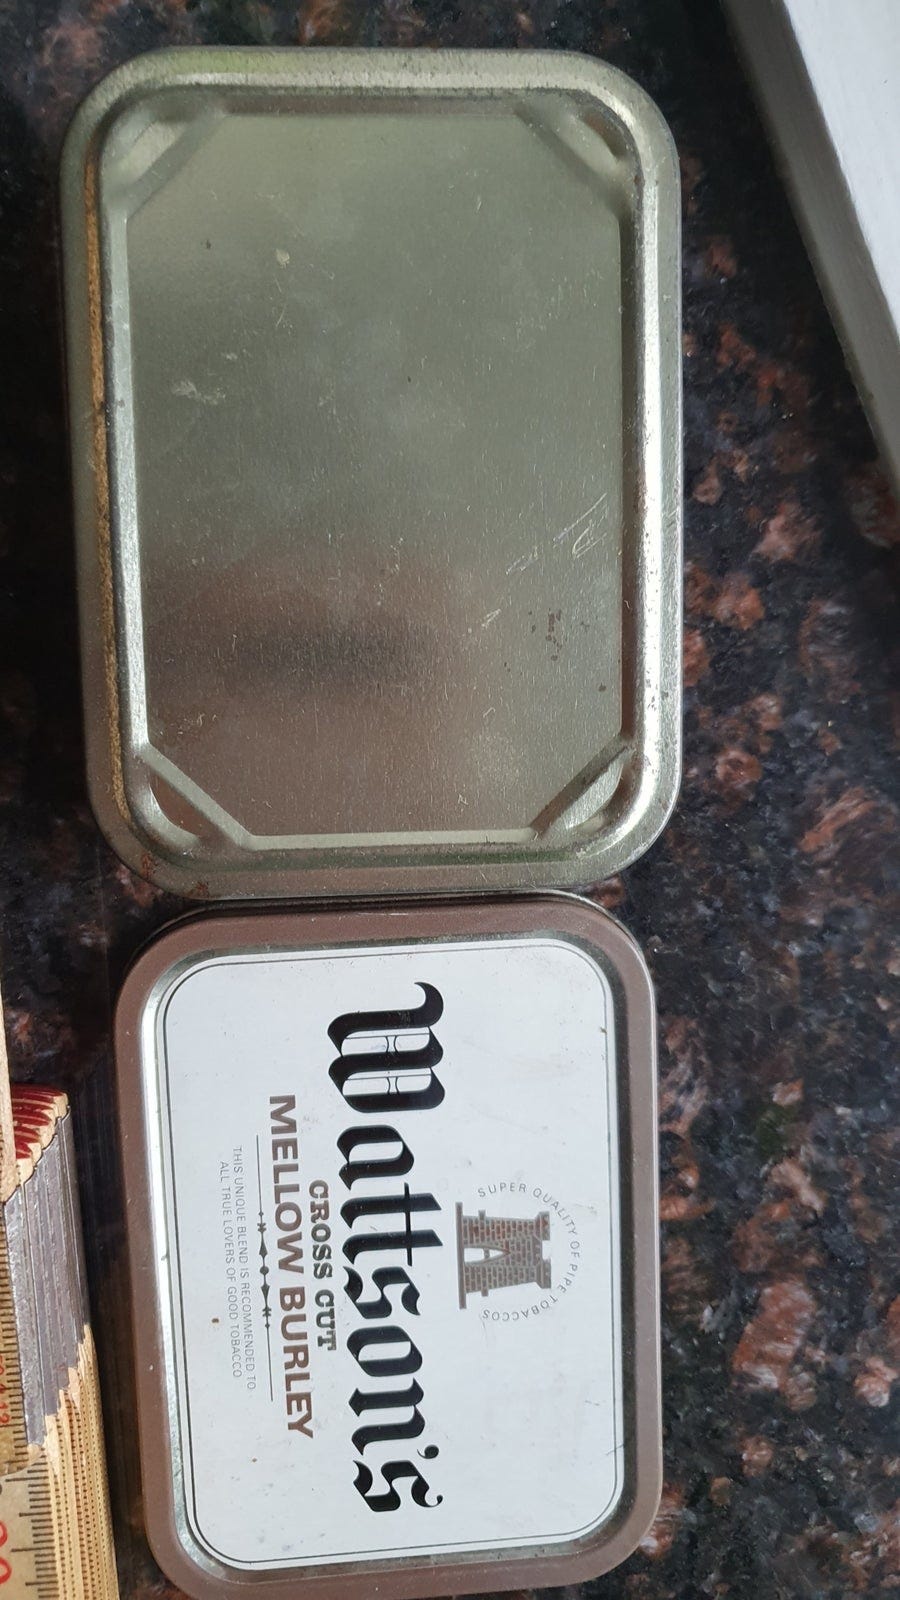 SUPER QUALITY OF PIPE TOBACCOS
Wattson's
CROSS CUT
MELLOW BURLEY
THIS UNIQUE BLEND IS RECOMMENDED TO
ALL TRUE LOVERS OF GOOD TOBACCO